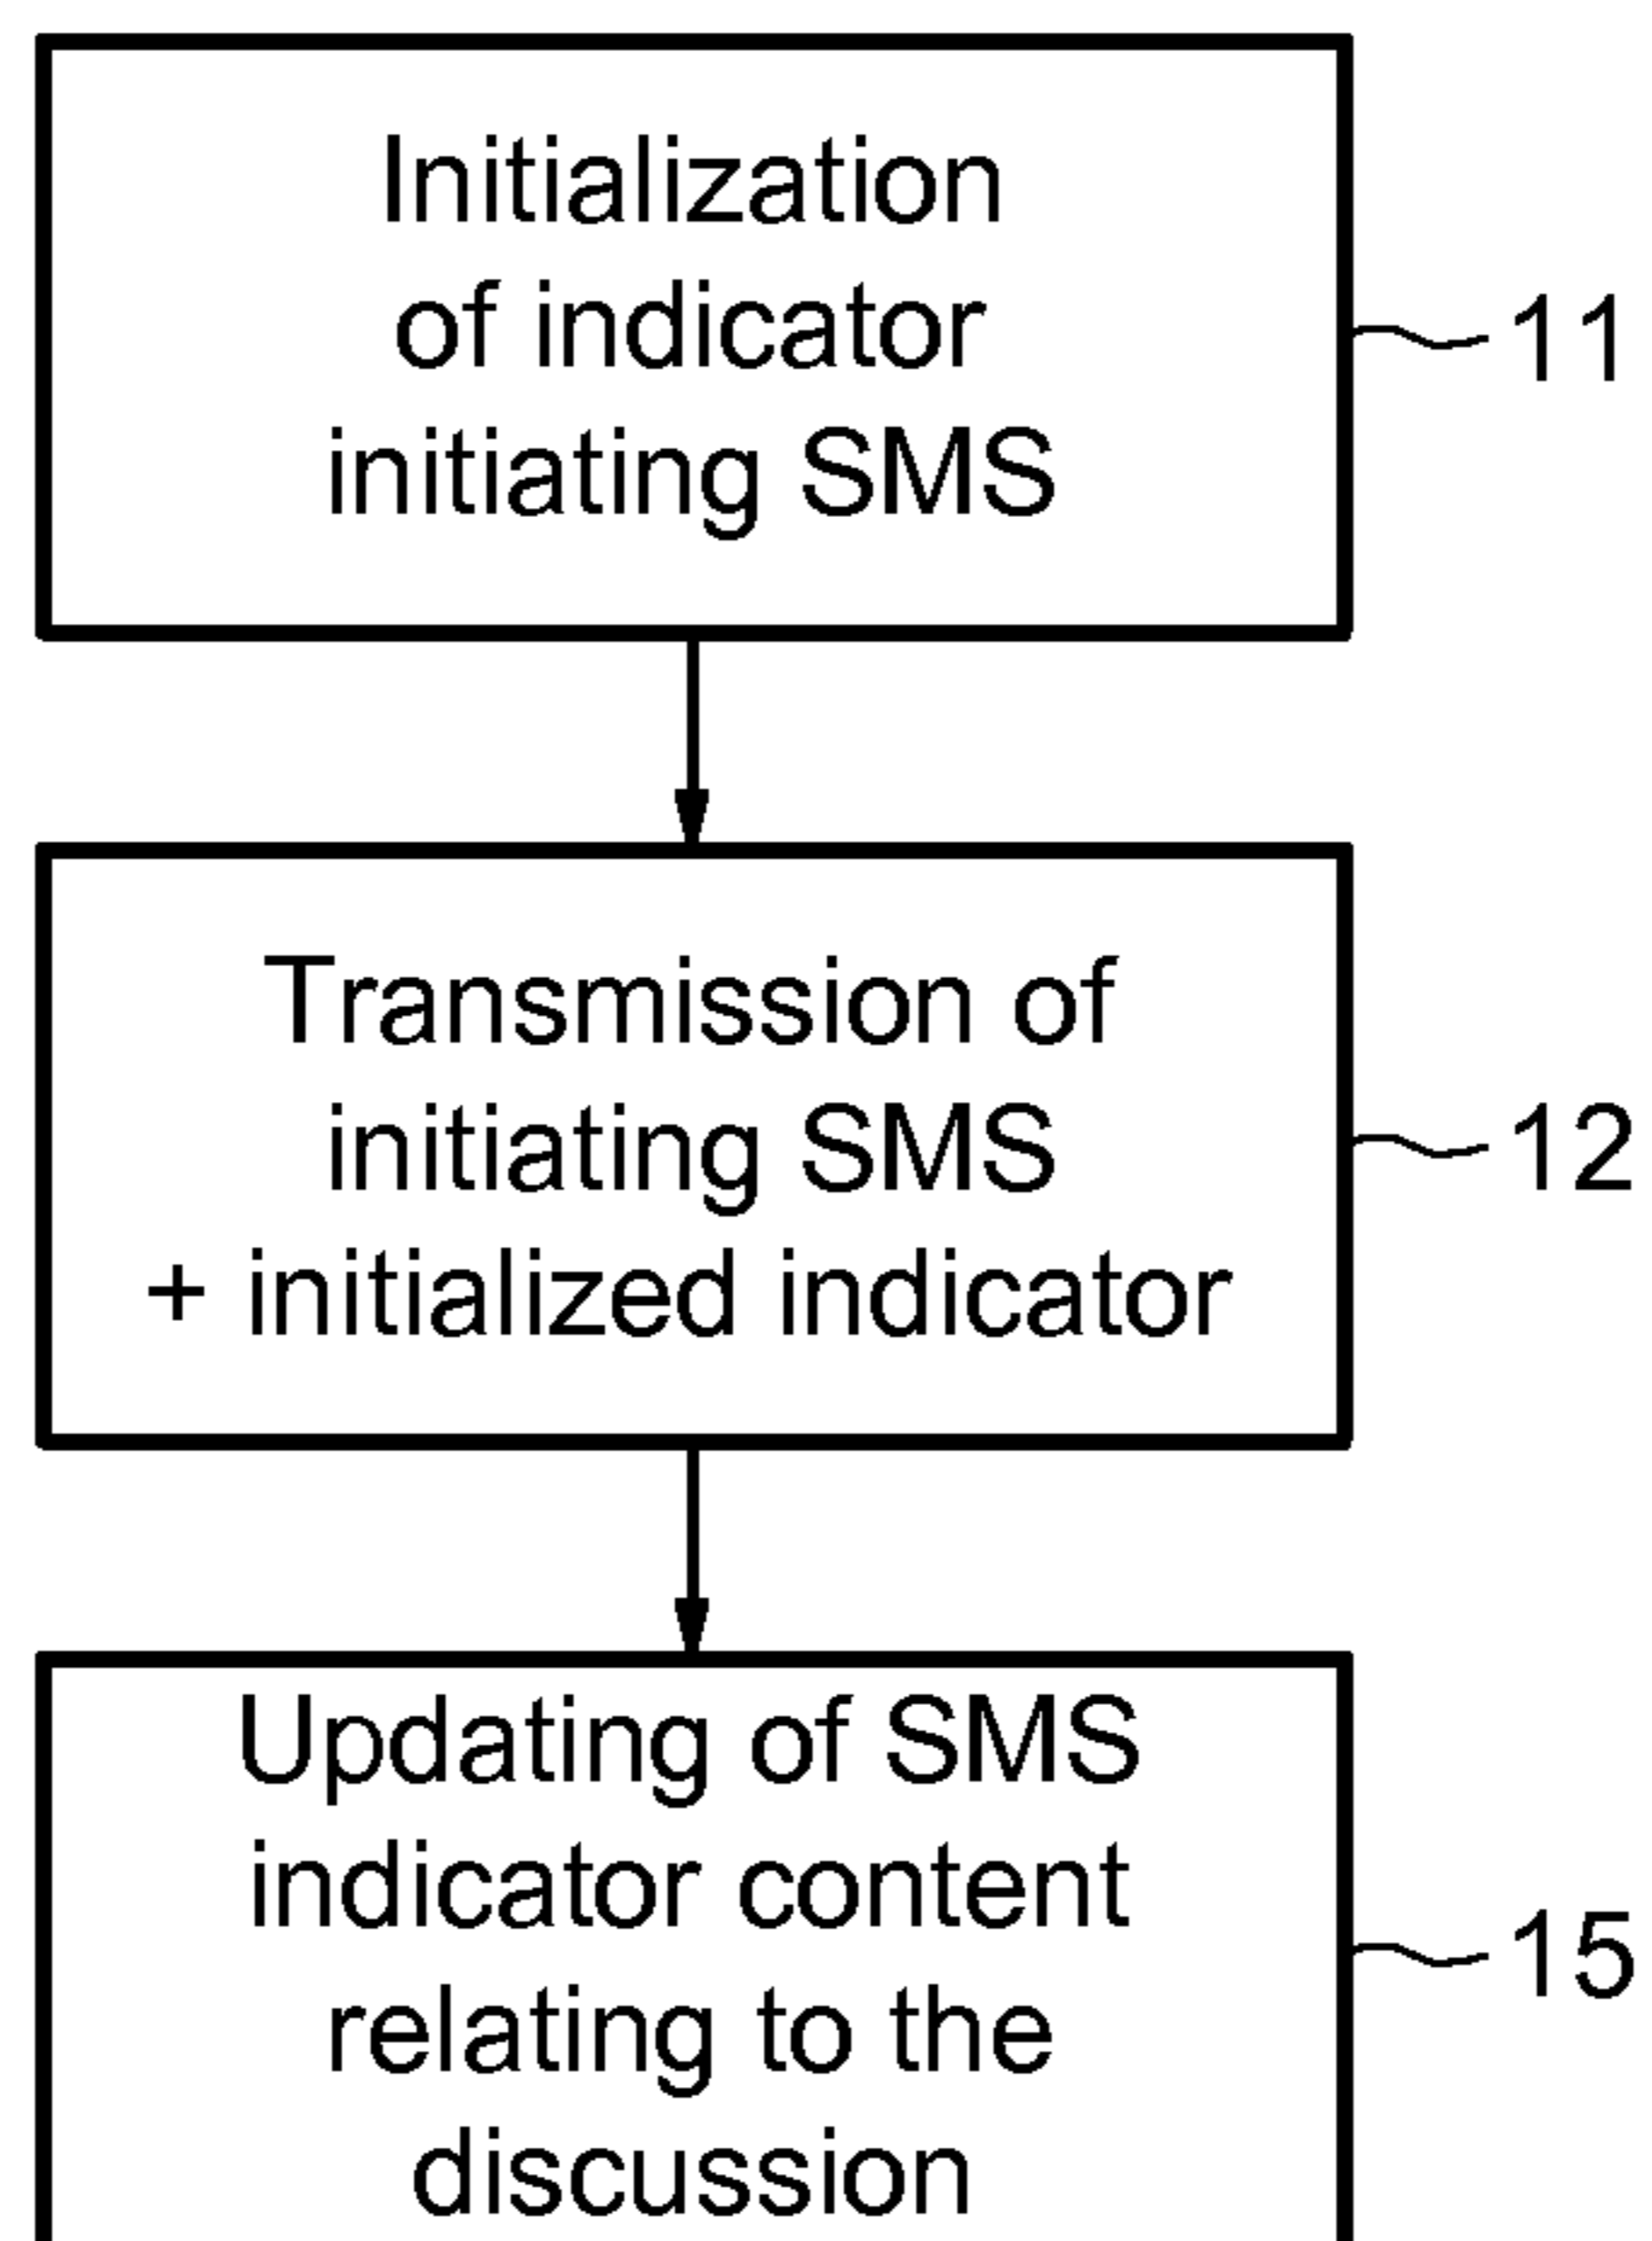 Initialization
of indicator
initiating SMS
11
Transmission of
initiating SMS
+ initialized indicator
12
Updating of SMS
indicator content
relating to the
discussion
15